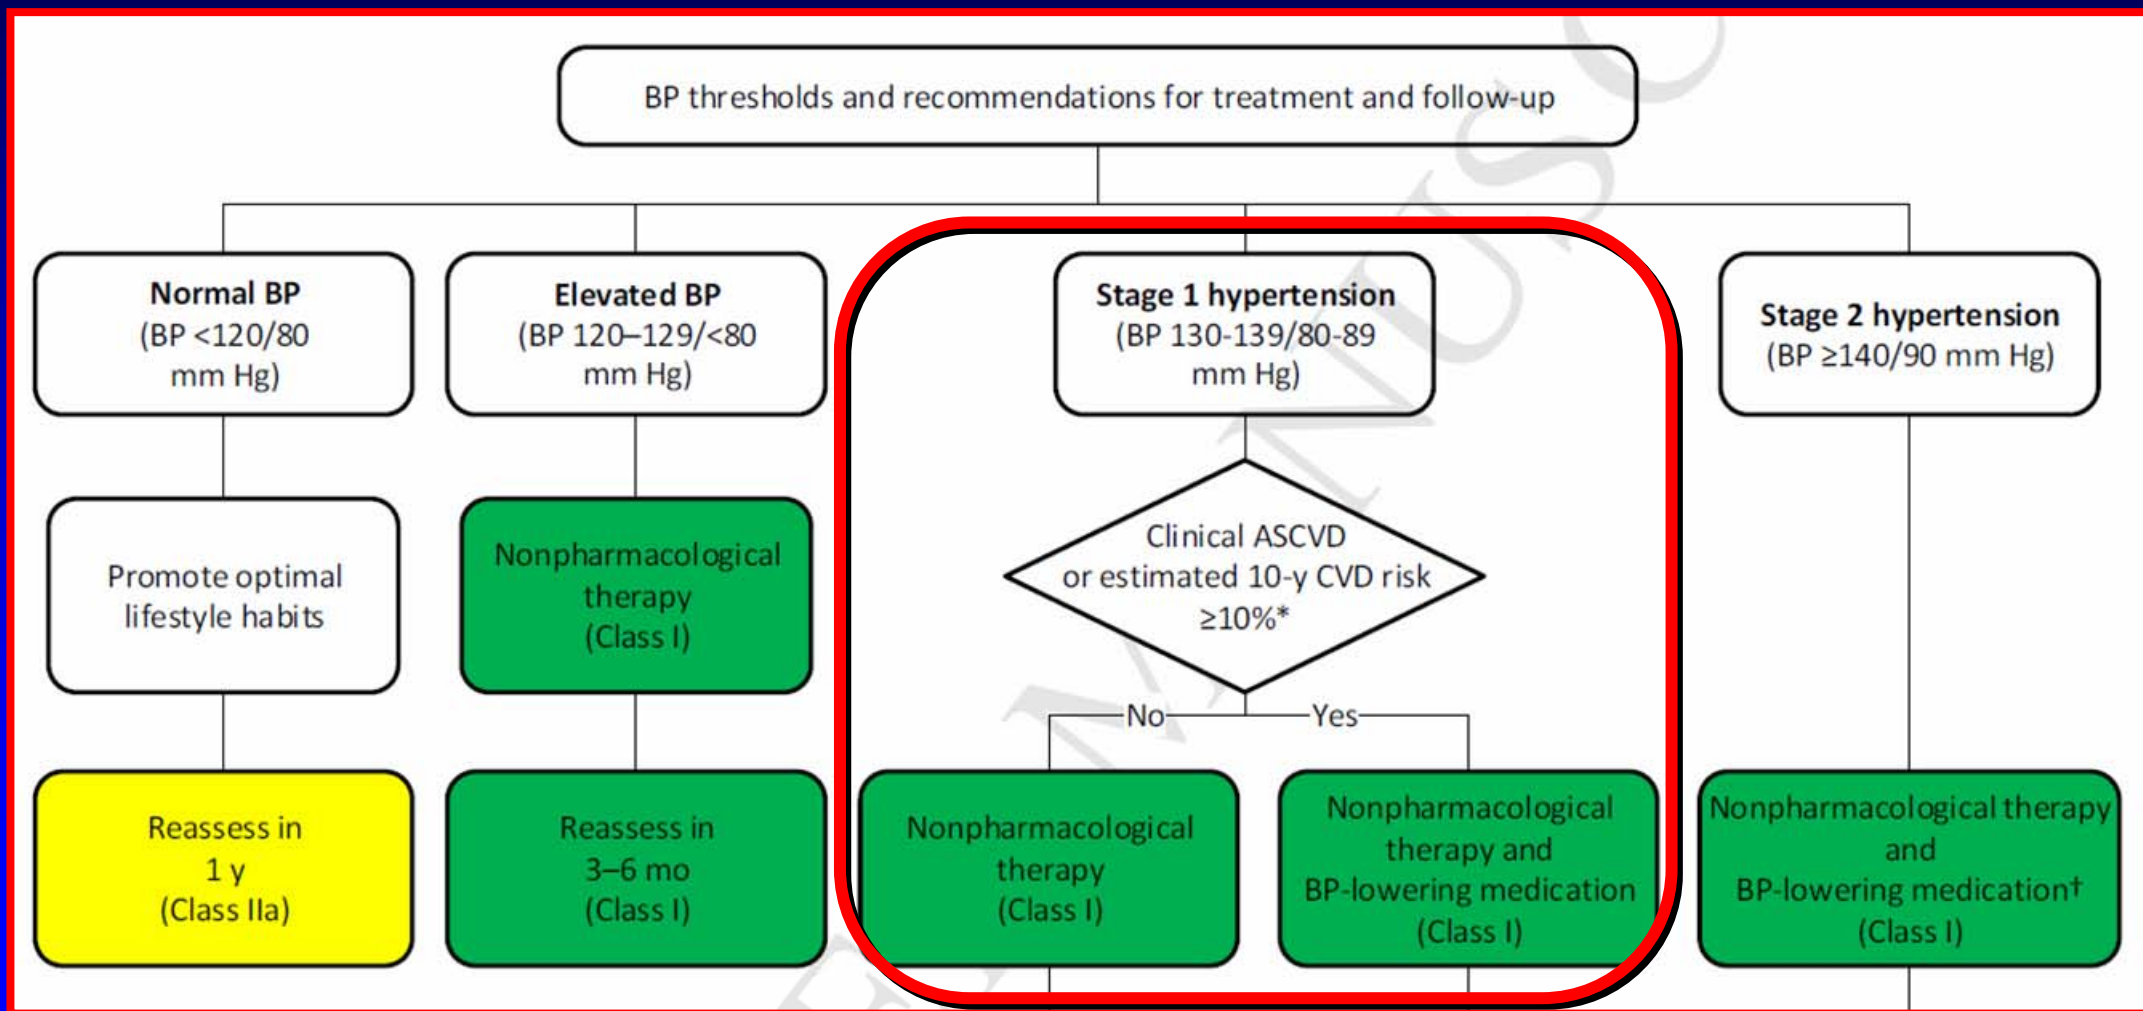 BP thresholds and recommendations for treatment and follow-up
Normal BP
(BP <120/80
mm Hg)
Elevated BP
(BP 120–129/<80
mm Hg)
Stage 1 hypertension
(BP 130-139/80-89
mm Hg)
Stage 2 hypertension
(BP ≥140/90 mm Hg)
Promote optimal
lifestyle habits
Nonpharmacological
therapy
(Class I)
Clinical ASCVD
or estimated 10-y CVD risk
≥10%*
No
Yes
Reassess in
1 y
(Class IIa)
Reassess in
3–6 mo
(Class I)
Nonpharmacological
therapy
(Class I)
Nonpharmacological
therapy and
BP-lowering medication
(Class I)
Nonpharmacological therapy
and
BP-lowering medication†
(Class I)